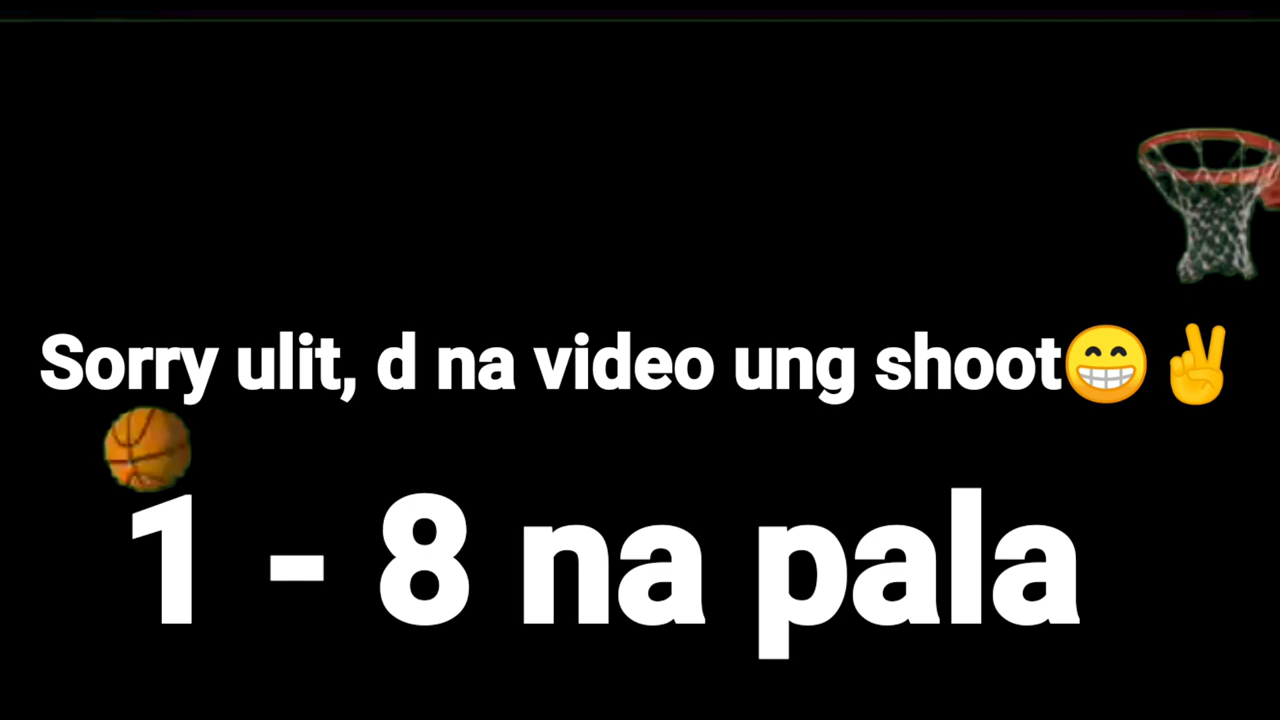 Sorry ulit, d na video ung shoot😁✌️
1 - 8 na pala